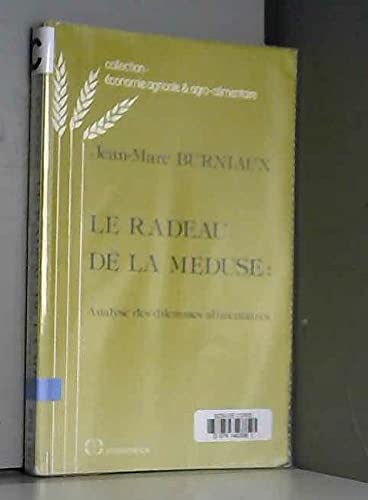 collection
économie agricole & agro-alimentaire
Jean-Marc BURNIAUX
LE RADEAU
DE LA MEDUSE :
Analyse des dilemmes alimentaires
C